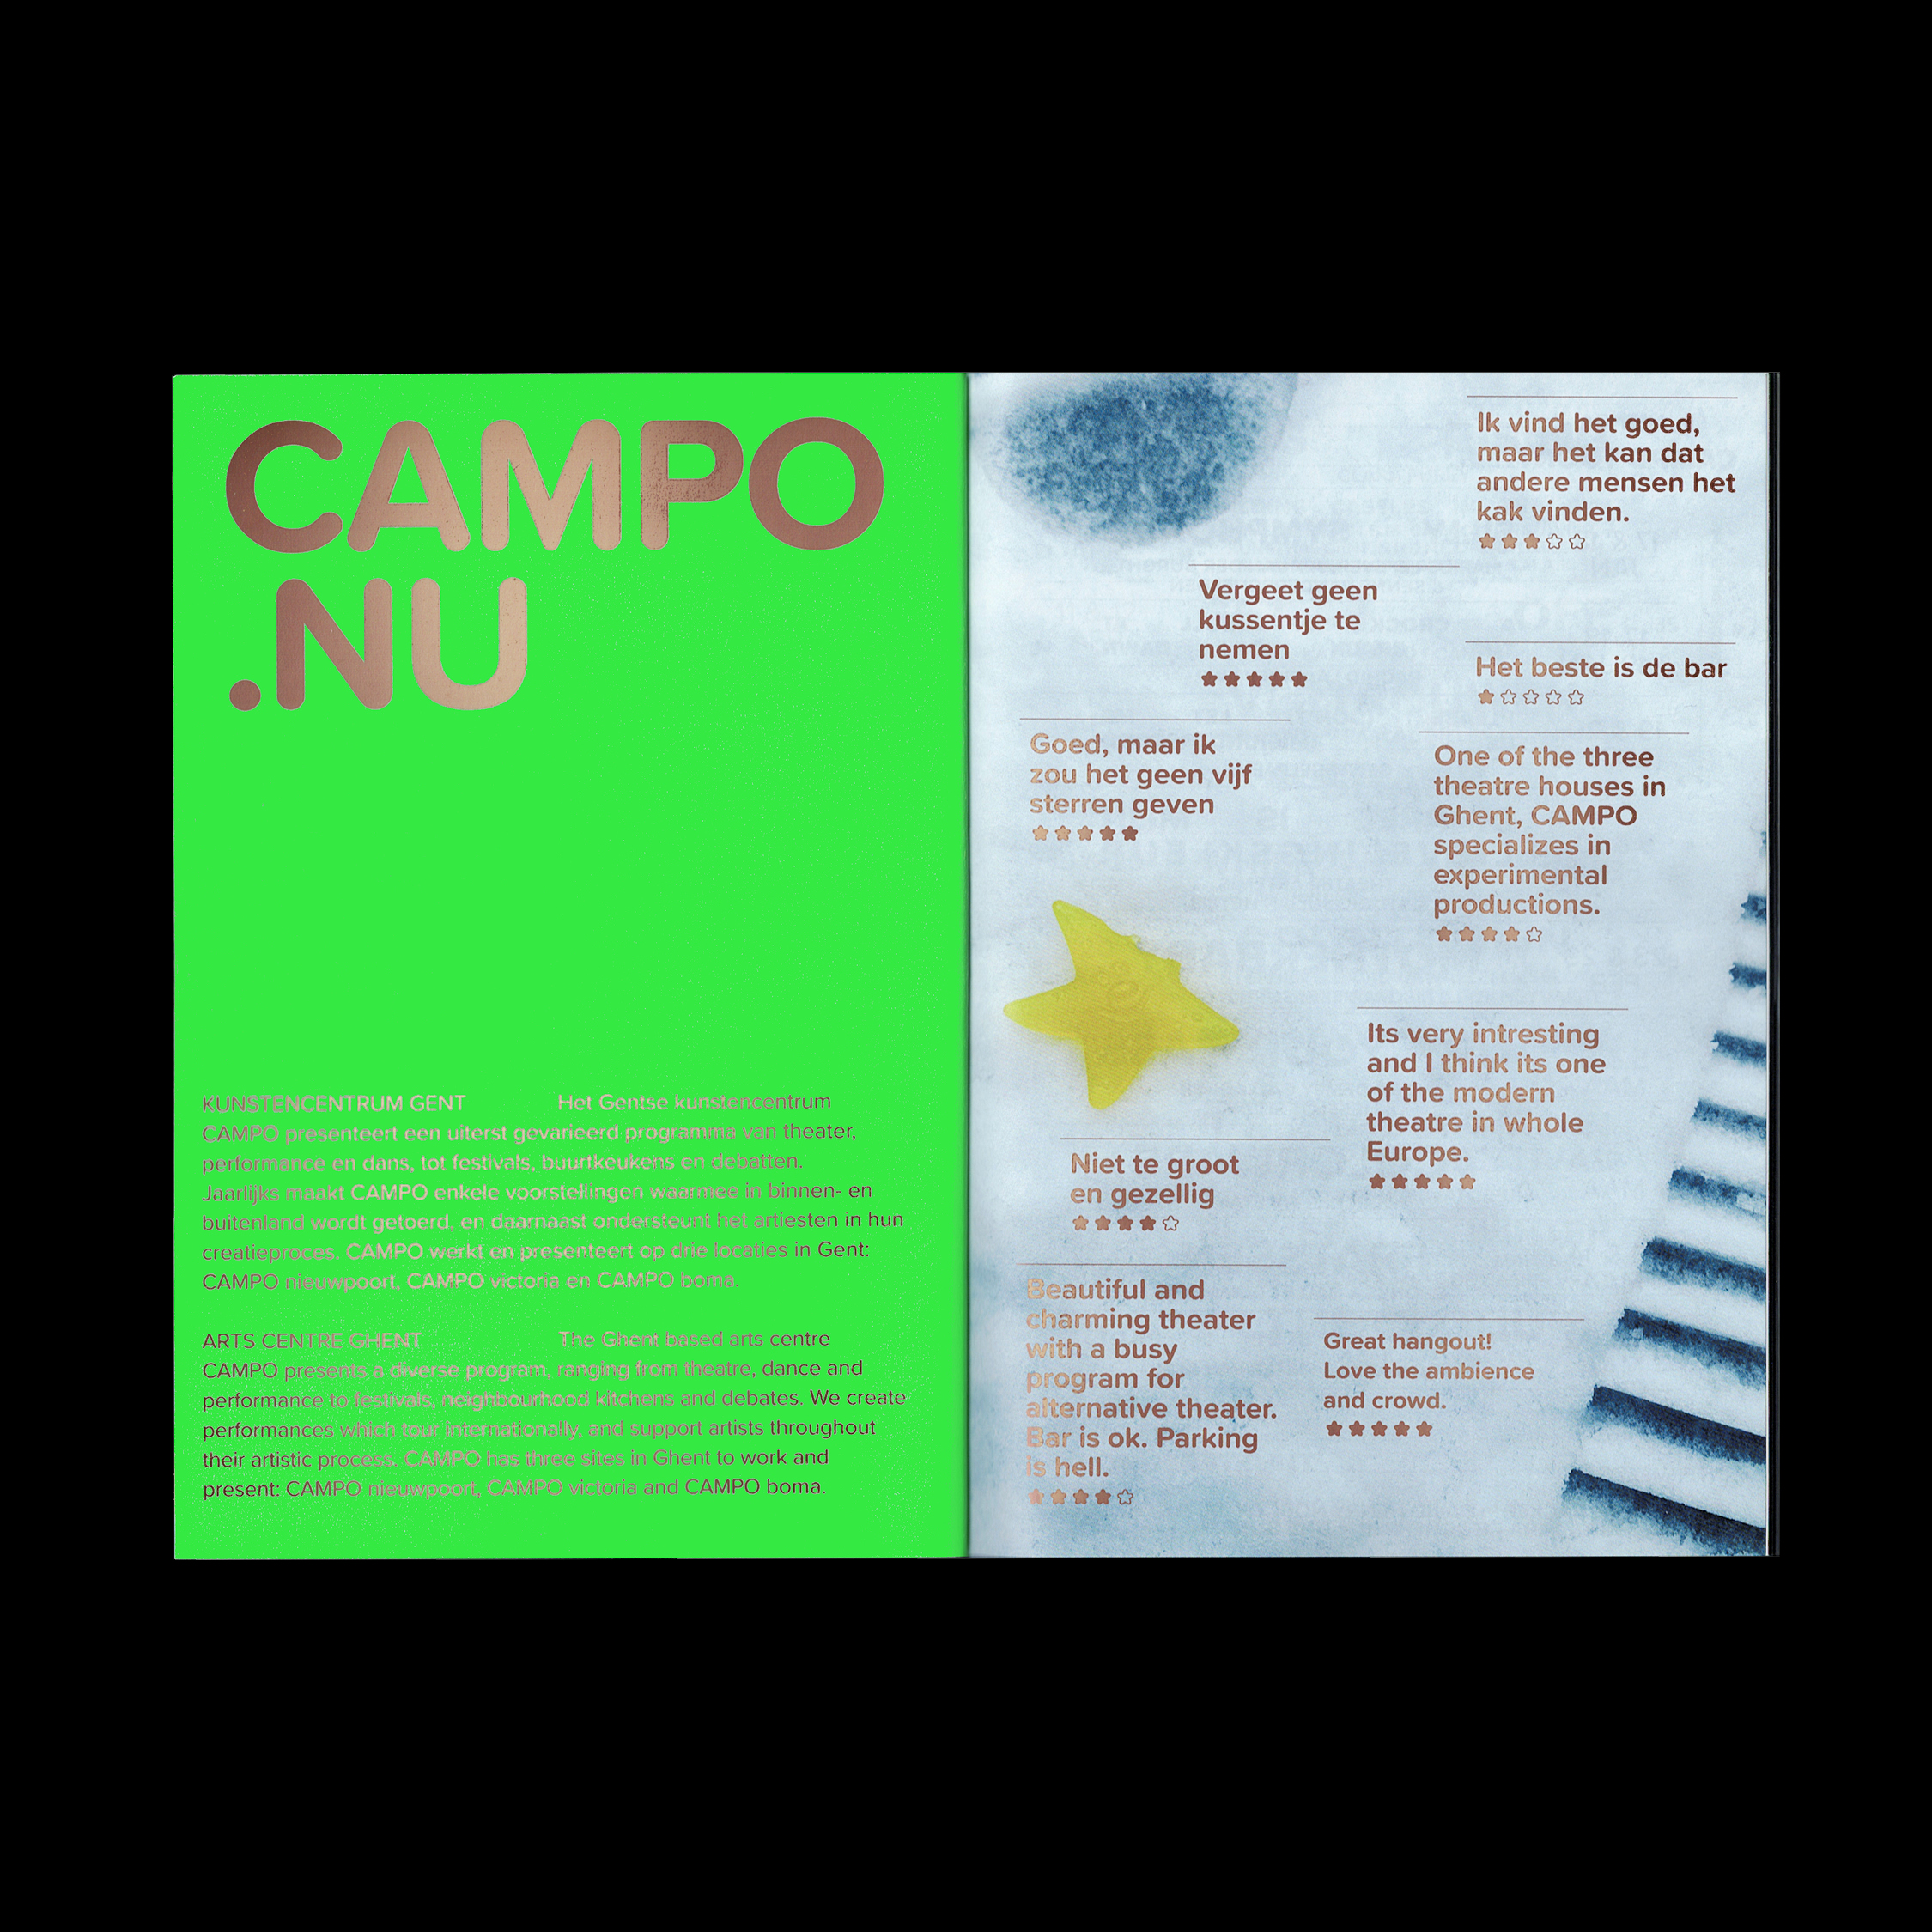 CAMPO
.NU
KUNSTENCENTRUM GENT Het Gentse kunstencentrum
CAMPO presenteert een uiterst gevarieerd programma van theater,
performance en dans, tot festivals, buurtkeukens en debatten.
Jaarlijks maakt CAMPO enkele voorstellingen waarmee in binnen- en
buitenland wordt getoerd, en daarnaast ondersteunt het artiesten in hun
creatieproces. CAMPO werkt en presenteert op drie locaties in Gent:
CAMPO nieuwpoort, CAMPO victoria en CAMPO boma.
ARTS CENTRE GHENT The Ghent based arts centre
CAMPO presents a diverse program, ranging from theatre, dance and
performance to festivals, neighbourhood kitchens and debates. We create
performances which tour internationally, and support artists throughout
their artistic process. CAMPO has three sites in Ghent to work and
present: CAMPO nieuwpoort, CAMPO victoria and CAMPO boma.
Ik vind het goed,
maar het kan dat
andere mensen het
kak vinden.
★★★☆☆
Vergeet geen
kussentje te
nemen
★★★★★
Het beste is de bar
★☆☆☆☆
Goed, maar ik
zou het geen vijf
sterren geven
★★★★★
One of the three
theatre houses in
Ghent, CAMPO
specializes in
experimental
productions.
★★★★☆
Its very intresting
and I think its one
of the modern
theatre in whole
Europe.
★★★★★
Niet te groot
en gezellig
★★★★☆
Beautiful and
charming theater
with a busy
program for
alternative theater.
Bar is ok. Parking
is hell.
★★★★☆
Great hangout!
Love the ambience
and crowd.
★★★★★